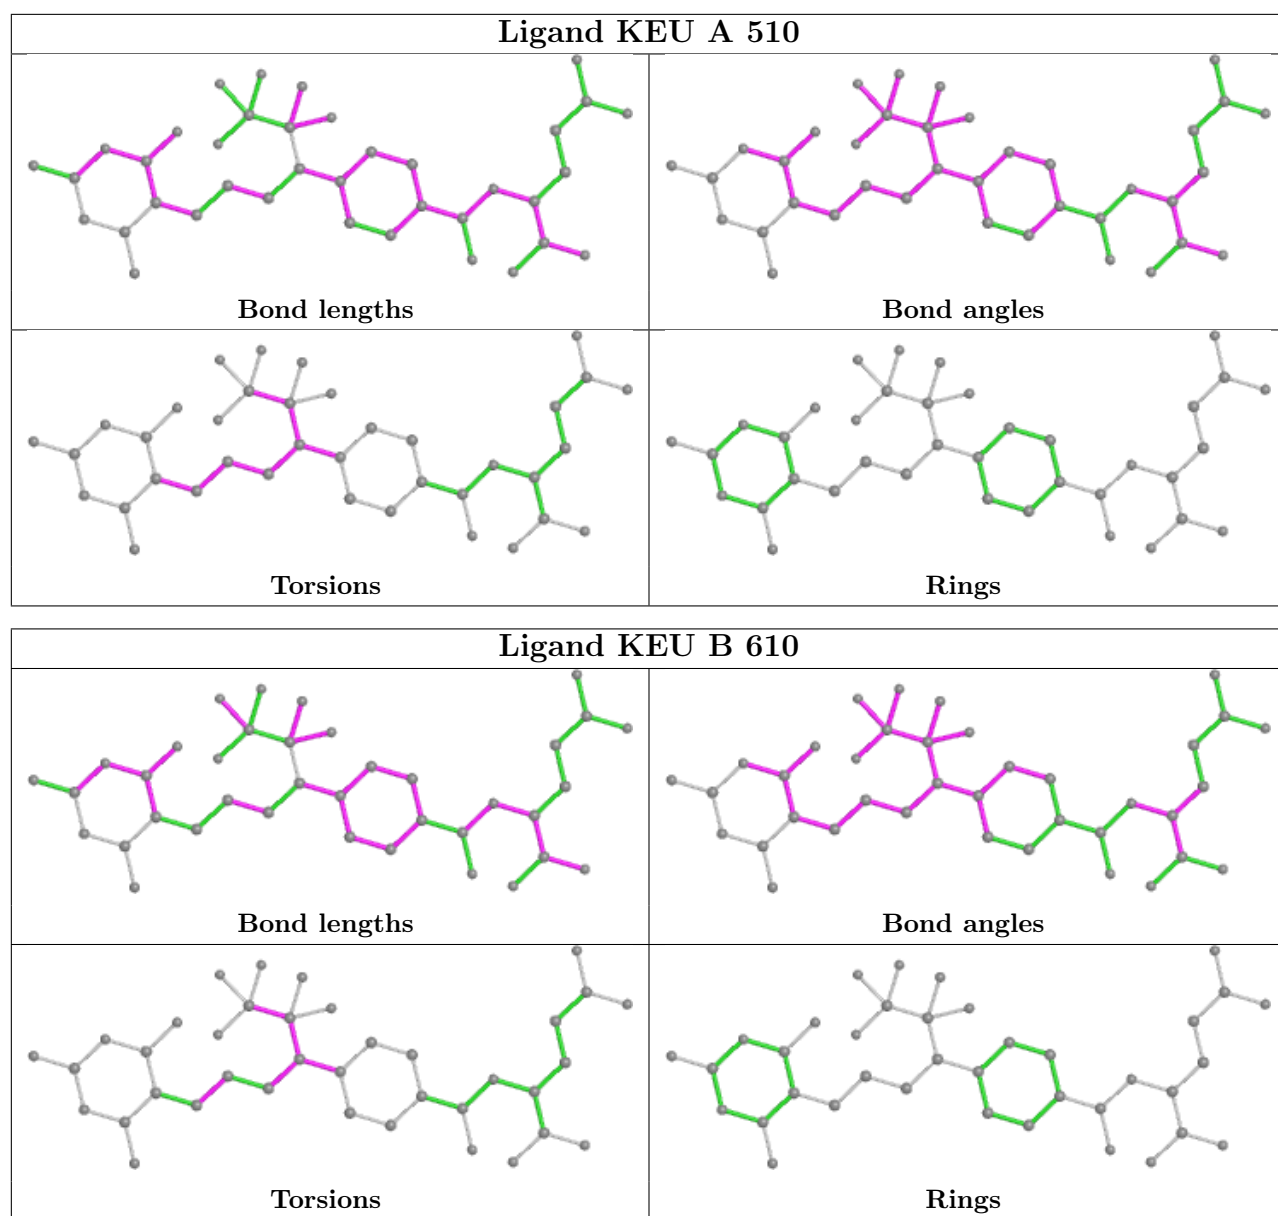 Ligand KEU A 510
Bond lengths
Bond angles
Torsions
Rings
Ligand KEU B 610
Bond lengths
Bond angles
Torsions
Rings